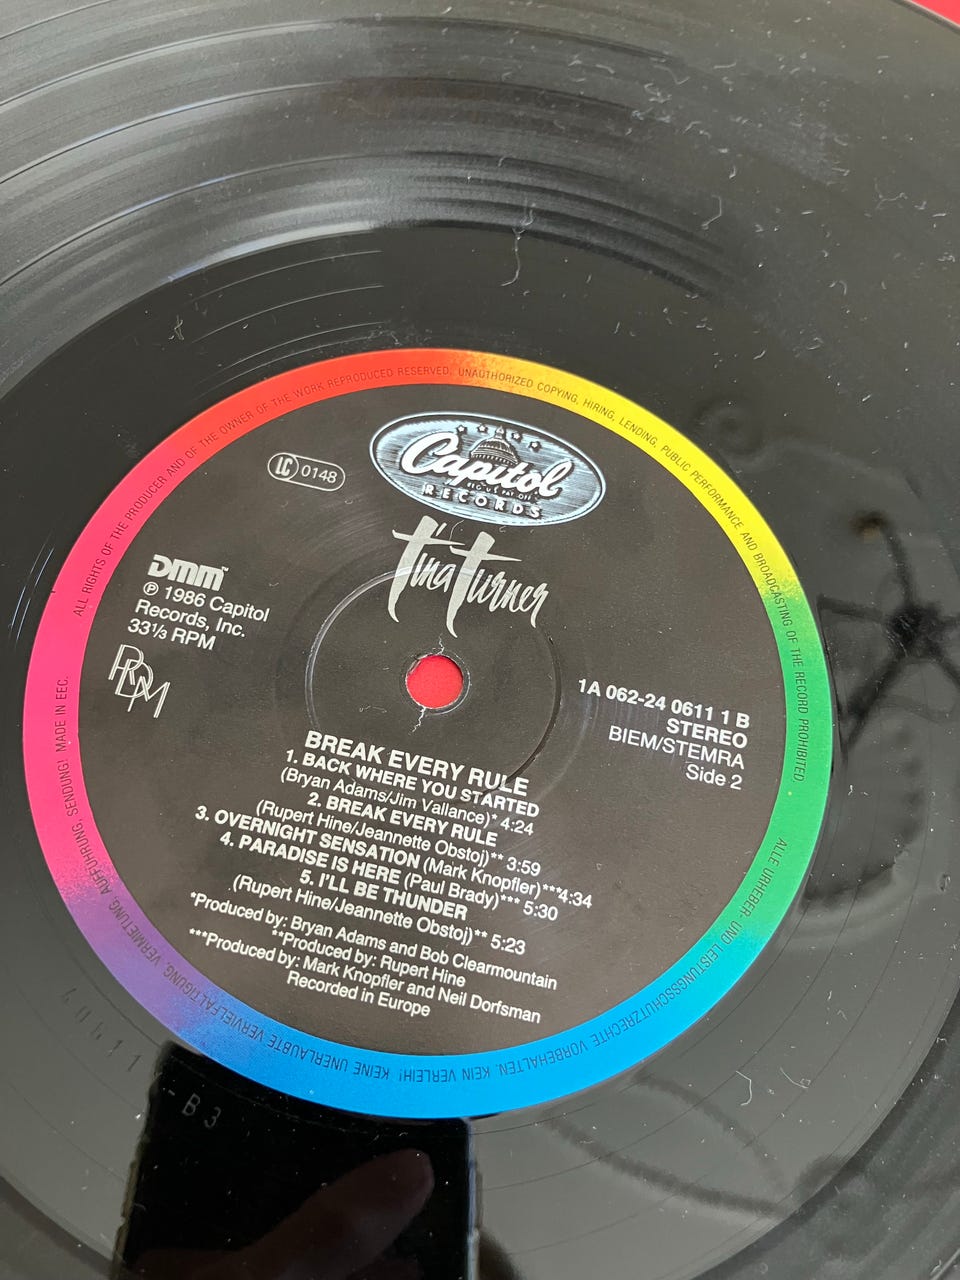 ALL RIGHTS OF THE PRODUCER AND OF THE OWNER OF THE WORK REPRODUCED RESERVED. UNAUTHORIZED COPYING, HIRING, LENDING, PUBLIC PERFORMANCE AND BROADCASTING OF THE RECORD PROHIBITED.
ALLE URHEBER- UND LEISTUNGSSCHUTZRECHTE VORBEHALTEN. KEIN VERLEIH! KEINE UNERLAUBTE VERVIELFÄLTIGUNG, VERMIETUNG, AUFFÜHRUNG, SENDUNG! MADE IN EEC.
LC 0148
Capitol
REG. U.S. PAT. OFF.
RECORDS
Tina Turner
DMM™
℗ 1986 Capitol
Records, Inc.
33⅓ RPM
PRDM
1A 062-24 0611 1 B
STEREO
BIEM/STEMRA
Side 2
BREAK EVERY RULE
1. BACK WHERE YOU STARTED
(Bryan Adams/Jim Vallance)* 4:24
2. BREAK EVERY RULE
(Rupert Hine/Jeannette Obstoj)** 3:59
3. OVERNIGHT SENSATION (Mark Knopfler)***4:34
4. PARADISE IS HERE (Paul Brady)*** 5:30
5. I'LL BE THUNDER
(Rupert Hine/Jeannette Obstoj)** 5:23
*Produced by: Bryan Adams and Bob Clearmountain
**Produced by: Rupert Hine
***Produced by: Mark Knopfler and Neil Dorfsman
Recorded in Europe
-B3